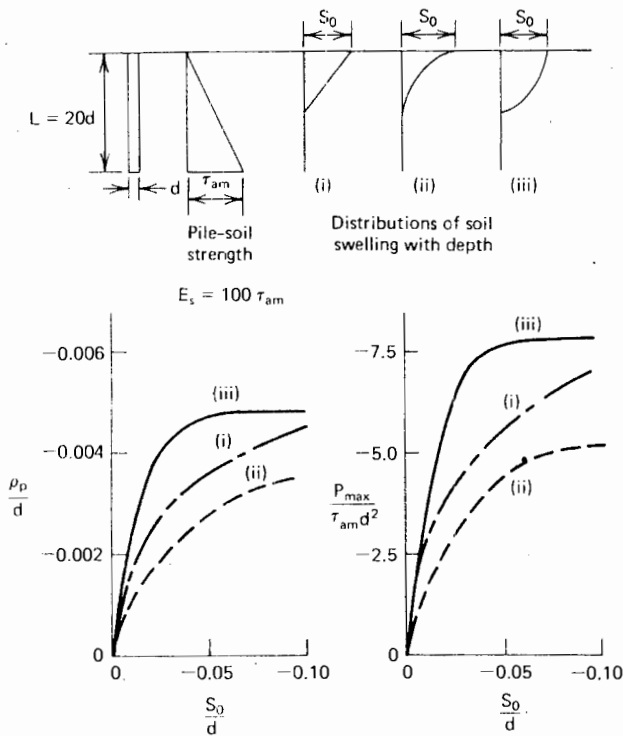 S₀ S₀ S₀
L = 20d
d
τₐₘ
(i) (ii) (iii)
Pile-soil
strength
Distributions of soil
swelling with depth
Eₛ = 100 τₐₘ
−0.006
−0.004
−0.002
0
ρₚ
d
(iii)
(i)
(ii)
0 −0.05 −0.10
S₀
d
−7.5
−5.0
−2.5
0
Pₘₐₓ
τₐₘd²
(iii)
(i)
(ii)
0 −0.05 −0.10
S₀
d